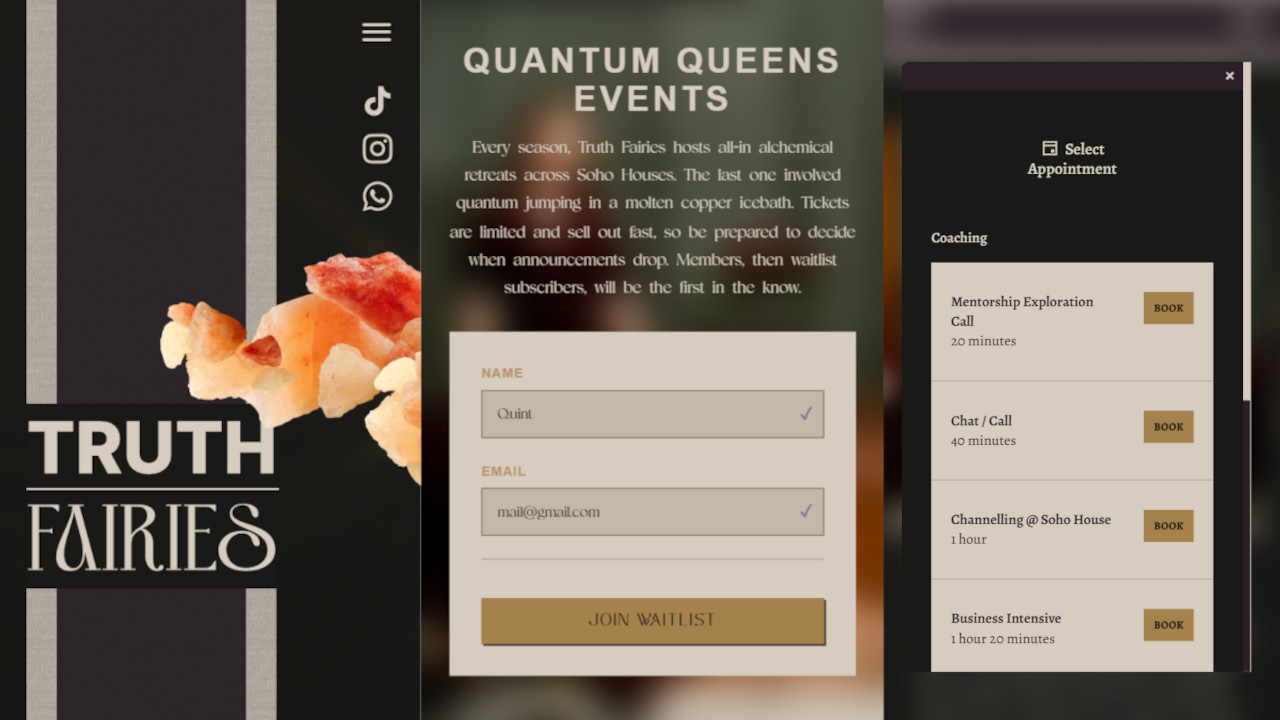 TRUTH
FAIRIES
QUANTUM QUEENS
EVENTS
Every season, Truth Fairies hosts all-in alchemical
retreats across Soho Houses. The last one involved
quantum jumping in a molten copper icebath. Tickets
are limited and sell out fast, so be prepared to decide
when announcements drop. Members, then waitlist
subscribers, will be the first in the know.
NAME
Quint
EMAIL
mail@gmail.com
JOIN WAITLIST
×
Select
Appointment
Coaching
Mentorship Exploration
Call
20 minutes
BOOK
Chat / Call
40 minutes
BOOK
Channelling @ Soho House
1 hour
BOOK
Business Intensive
1 hour 20 minutes
BOOK